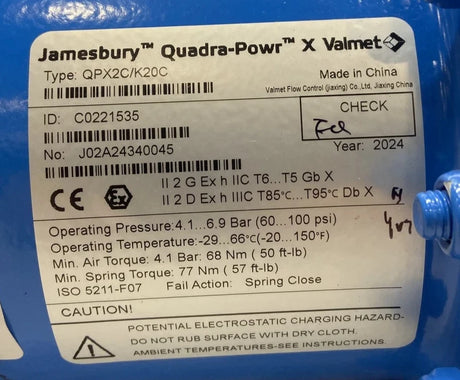 Jamesbury™ Quadra-Powr™ X Valmet
Type: QPX2C/K20C
Made in China
Valmet Flow Control (jiaxing) Co.,Ltd, Jiaxing China
ID: C0221535
CHECK
No: J02A24340045
Year: 2024
CE Ex
II 2 G Ex h IIC T6...T5 Gb X
II 2 D Ex h IIIC T85°C...T95°C Db X
Operating Pressure:4.1...6.9 Bar (60...100 psi)
Operating Temperature:-29...66°C(-20...150°F)
Min. Air Torque: 4.1 Bar: 68 Nm ( 50 ft-lb)
Min. Spring Torque: 77 Nm ( 57 ft-lb)
ISO 5211-F07 Fail Action: Spring Close
CAUTION!
POTENTIAL ELECTROSTATIC CHARGING HAZARD-
DO NOT RUB SURFACE WITH DRY CLOTH.
AMBIENT TEMPERATURES-SEE INSTRUCTIONS.